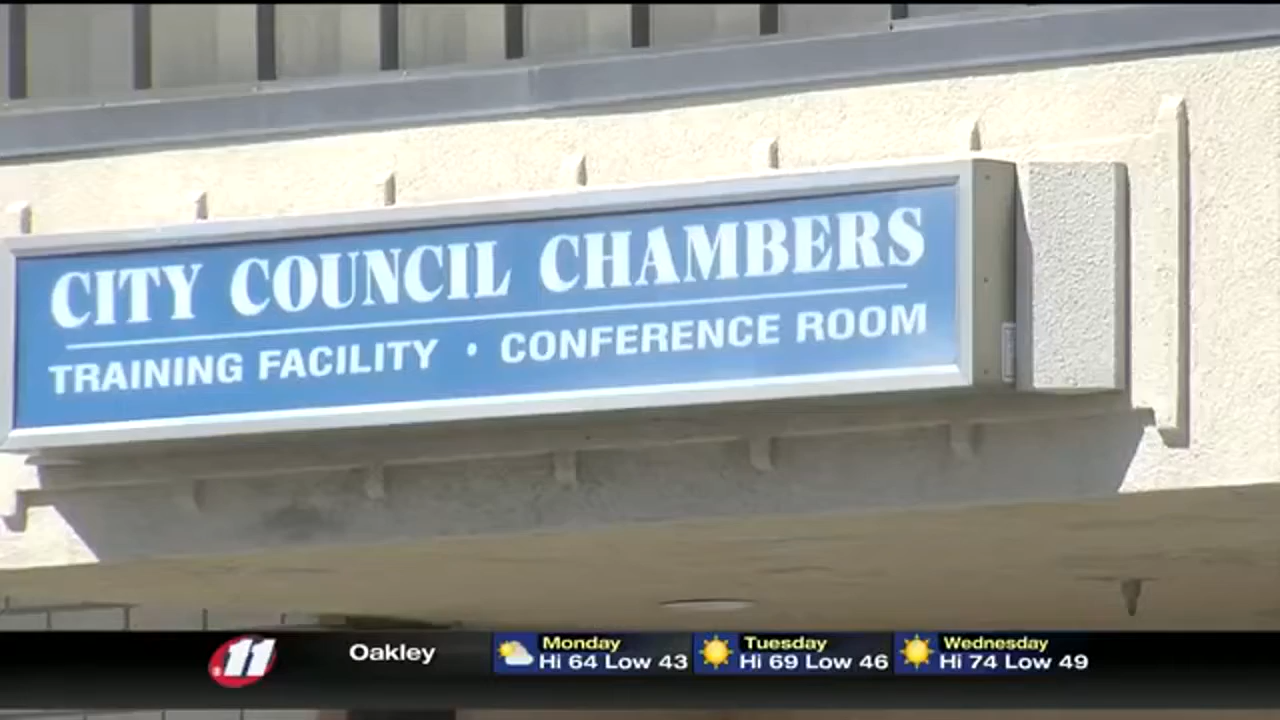 CITY COUNCIL CHAMBERS
TRAINING FACILITY • CONFERENCE ROOM
11
Oakley
Monday
Hi 64 Low 43
Tuesday
Hi 69 Low 46
Wednesday
Hi 74 Low 49